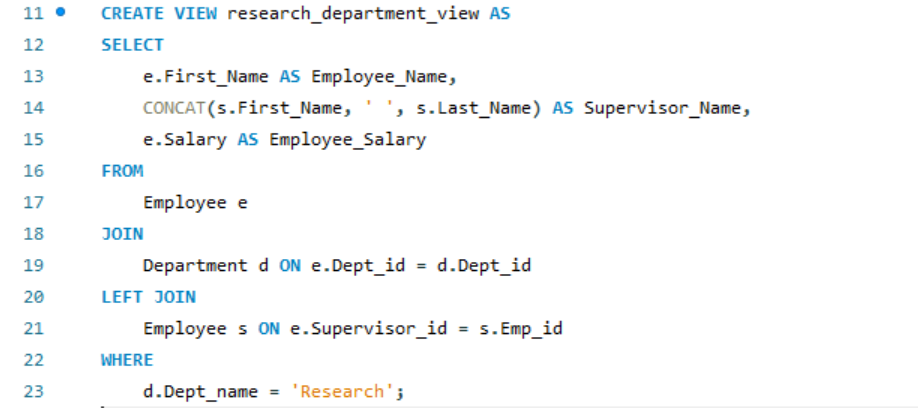 11 CREATE VIEW research_department_view AS
12 SELECT
13 e.First_Name AS Employee_Name,
14 CONCAT(s.First_Name, ' ', s.Last_Name) AS Supervisor_Name,
15 e.Salary AS Employee_Salary
16 FROM
17 Employee e
18 JOIN
19 Department d ON e.Dept_id = d.Dept_id
20 LEFT JOIN
21 Employee s ON e.Supervisor_id = s.Emp_id
22 WHERE
23 d.Dept_name = 'Research';